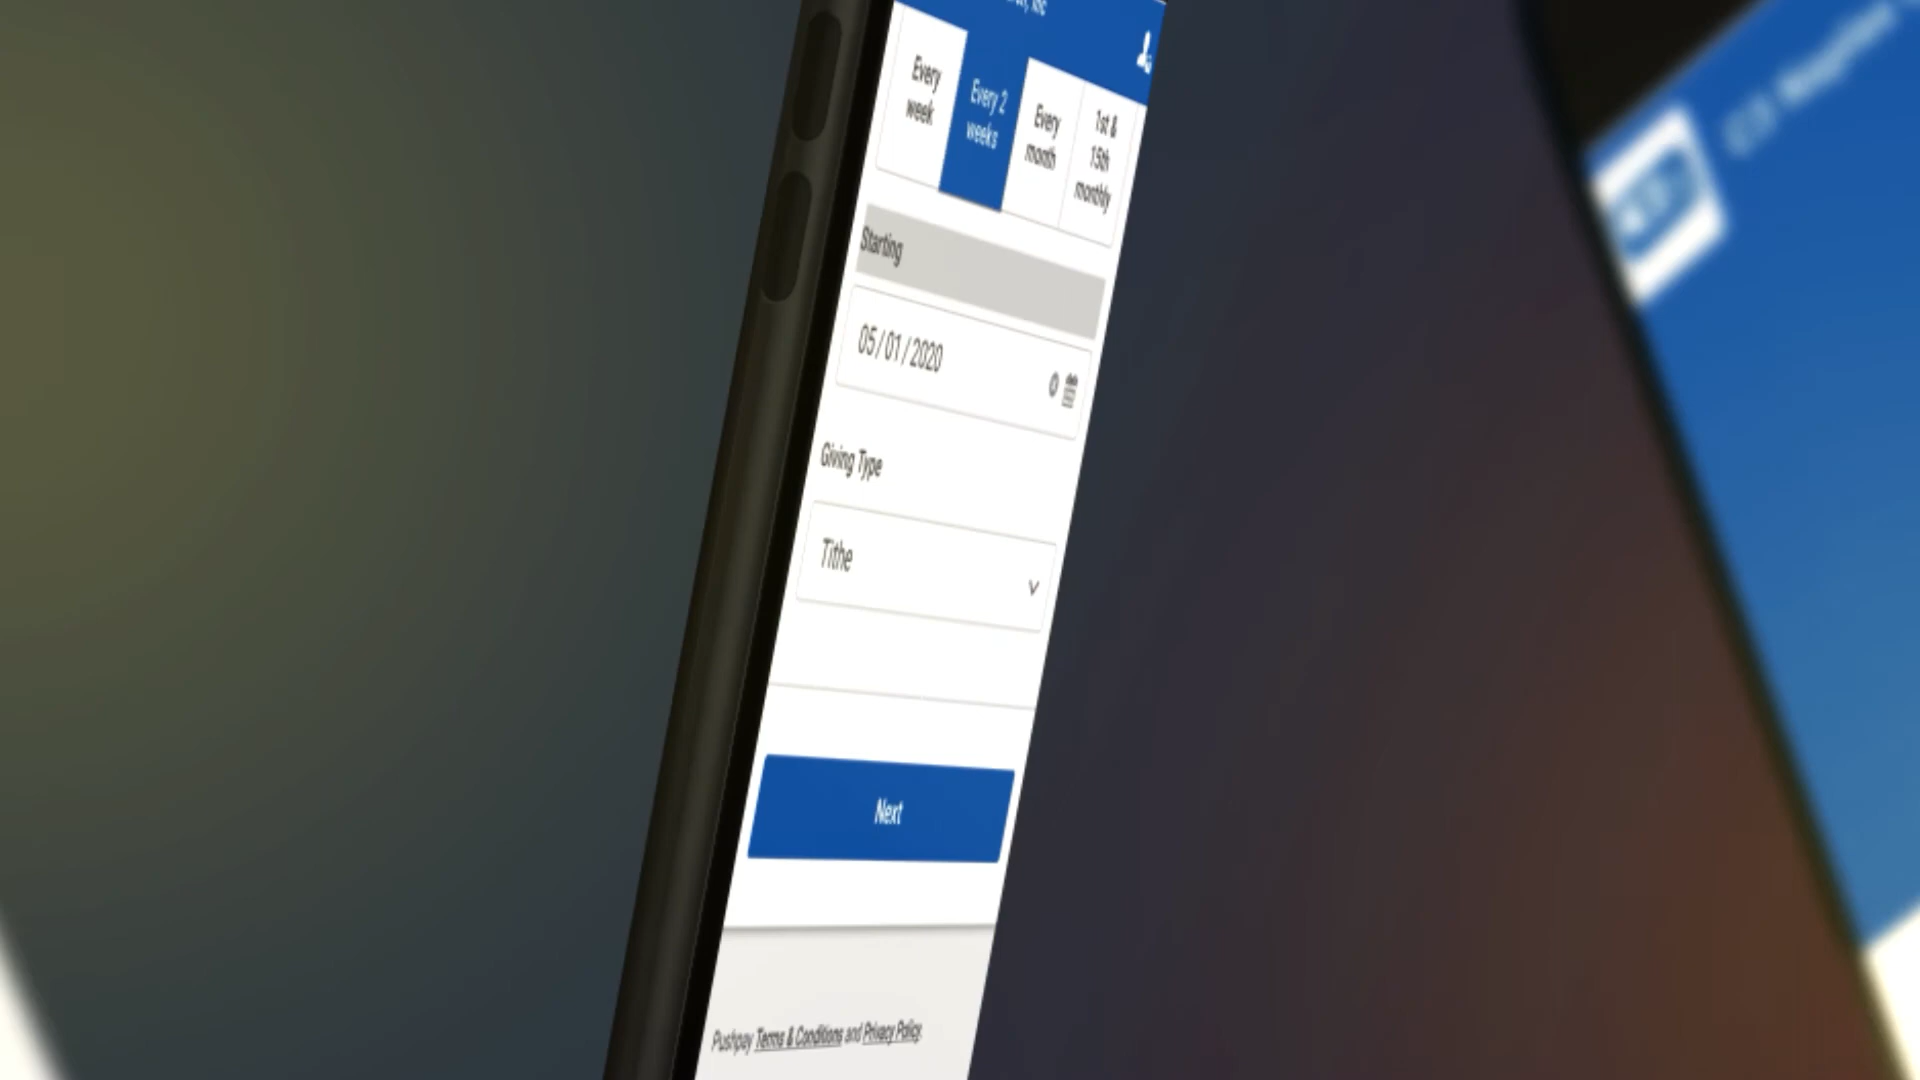 Inc
Every
week
Every 2
weeks
Every
month
1st &
15th
monthly
Starting
05/01/2020
Giving Type
Tithe
Next
Pushpay Terms & Conditions and Privacy Policy.